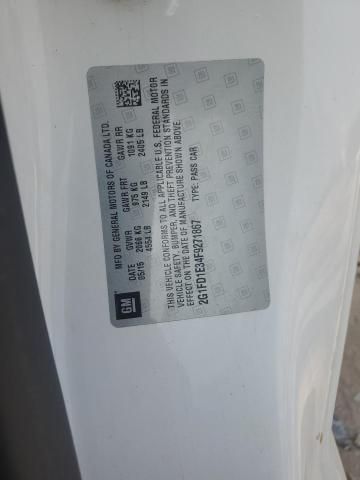 GM
MFD BY GENERAL MOTORS OF CANADA LTD.
DATE GVWR GAWR FRT GAWR RR
05/15 2066 KG 975 KG 1091 KG
4554 LB 2149 LB 2405 LB
THIS VEHICLE CONFORMS TO ALL APPLICABLE U.S. FEDERAL MOTOR
VEHICLE SAFETY, BUMPER, AND THEFT PREVENTION STANDARDS IN
EFFECT ON THE DATE OF MANUFACTURE SHOWN ABOVE.
2G1FD1E34F9271867 TYPE: PASS CAR